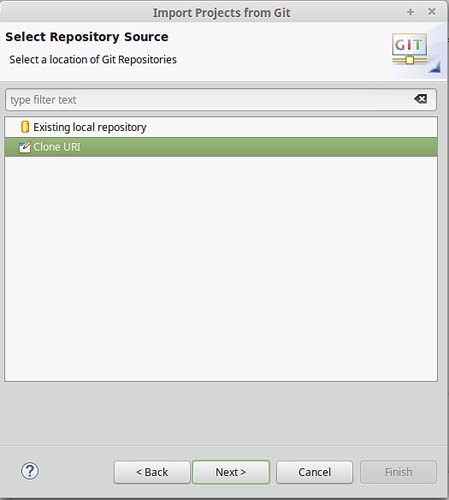 Import Projects from Git
Select Repository Source
Select a location of Git Repositories
GIT
type filter text
Existing local repository
Clone URI
< Back
Next >
Cancel
Finish